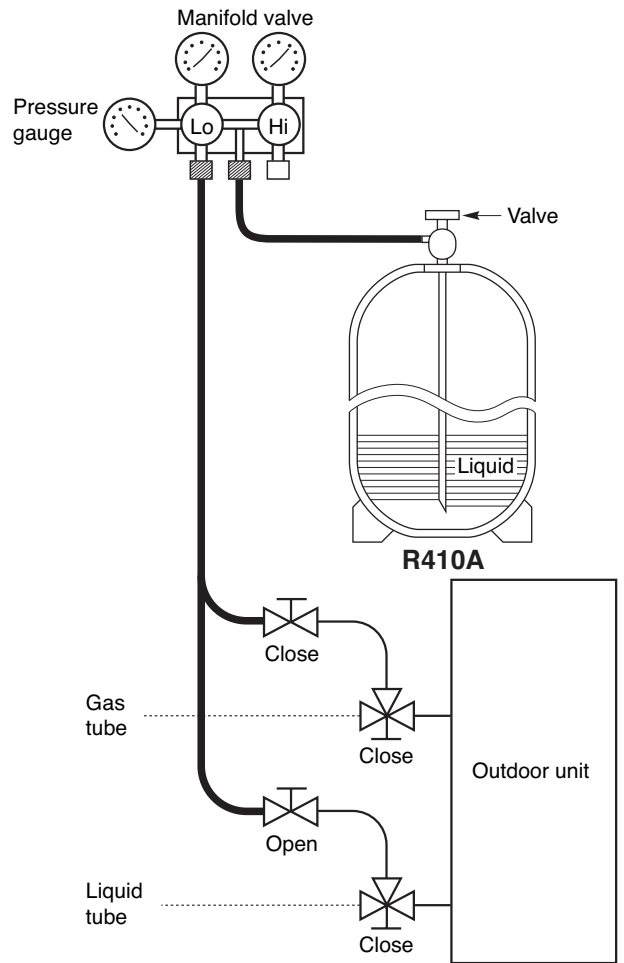 Manifold valve
Pressure
gauge
Lo
Hi
Valve
Liquid
R410A
Close
Gas
tube
Close
Outdoor unit
Open
Liquid
tube
Close